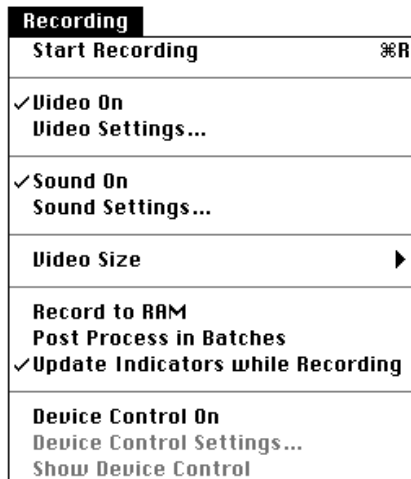 Recording
Start Recording ⌘R
✓Video On
Video Settings...
✓Sound On
Sound Settings...
Video Size ▶
Record to RAM
Post Process in Batches
✓Update Indicators while Recording
Device Control On
Device Control Settings...
Show Device Control